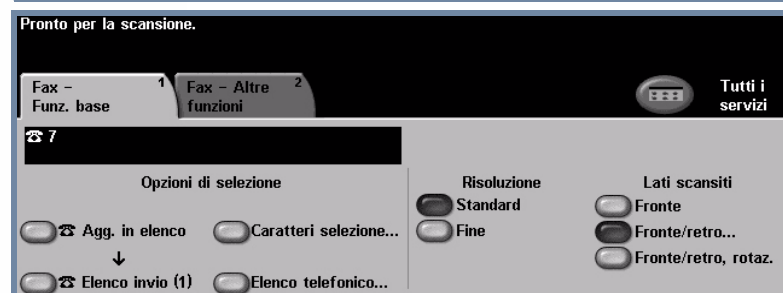 Pronto per la scansione.
Fax -
Funz. base
1
Fax - Altre
funzioni
2
Tutti i
servizi
☎ 7
Opzioni di selezione
☎ Agg. in elenco
Caratteri selezione...
↓
☎ Elenco invio (1)
Elenco telefonico...
Risoluzione
Standard
Fine
Lati scansiti
Fronte
Fronte/retro...
Fronte/retro, rotaz.